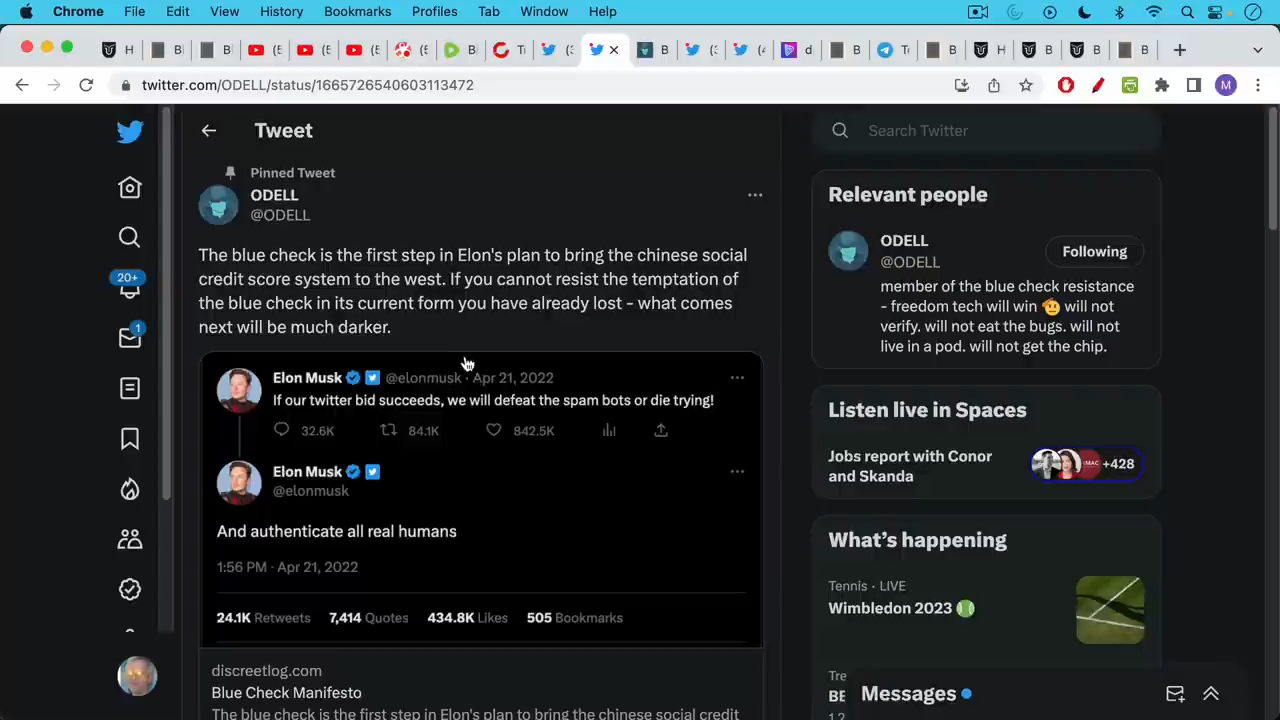 Chrome File Edit View History Bookmarks Profiles Tab Window Help
twitter.com/ODELL/status/1665726540603113472
M
Tweet
Search Twitter
Pinned Tweet
ODELL
@ODELL
The blue check is the first step in Elon's plan to bring the chinese social
credit score system to the west. If you cannot resist the temptation of
the blue check in its current form you have already lost - what comes
next will be much darker.
Elon Musk @elonmusk · Apr 21, 2022
If our twitter bid succeeds, we will defeat the spam bots or die trying!
32.6K 84.1K 842.5K
Elon Musk
@elonmusk
And authenticate all real humans
1:56 PM · Apr 21, 2022
24.1K Retweets 7,414 Quotes 434.8K Likes 505 Bookmarks
discreetlog.com
Blue Check Manifesto
The blue check is the first step in Elon's plan to bring the chinese social credit
20+
1
Relevant people
ODELL
@ODELL
Following
member of the blue check resistance
- freedom tech will win 🫡 will not
verify. will not eat the bugs. will not
live in a pod. will not get the chip.
Listen live in Spaces
Jobs report with Conor
and Skanda
+428
What's happening
Tennis · LIVE
Wimbledon 2023 🎾
Tre
BE
Messages